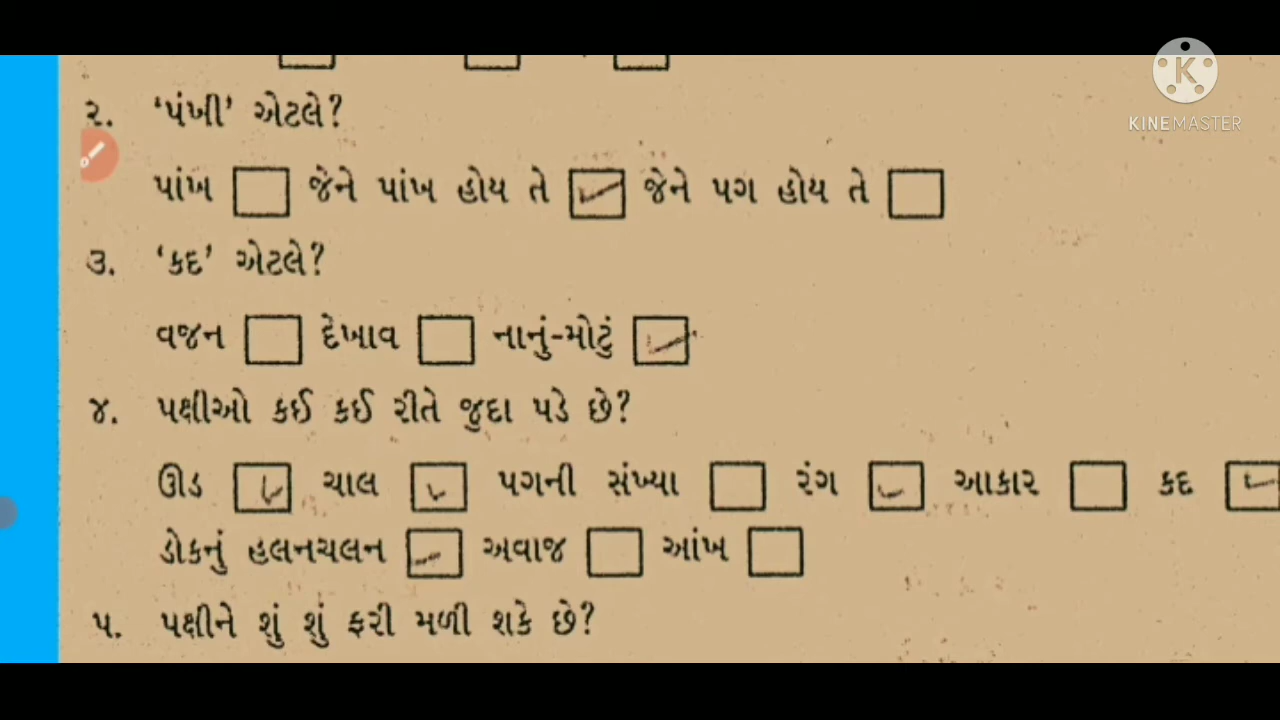 KINEMASTER
૨. ‘પંખી’ એટલે?
પાંખ જેને પાંખ હોય તે ✓ જેને પગ હોય તે
૩. ‘કદ’ એટલે?
વજન દેખાવ નાનું-મોટું ✓
૪. પક્ષીઓ કઈ કઈ રીતે જુદા પડે છે?
ઊડ ✓ ચાલ ✓ પગની સંખ્યા રંગ ✓ આકાર કદ ✓
ડોકનું હલનચલન ✓ અવાજ આંખ
૫. પક્ષીને શું શું ફરી મળી શકે છે?